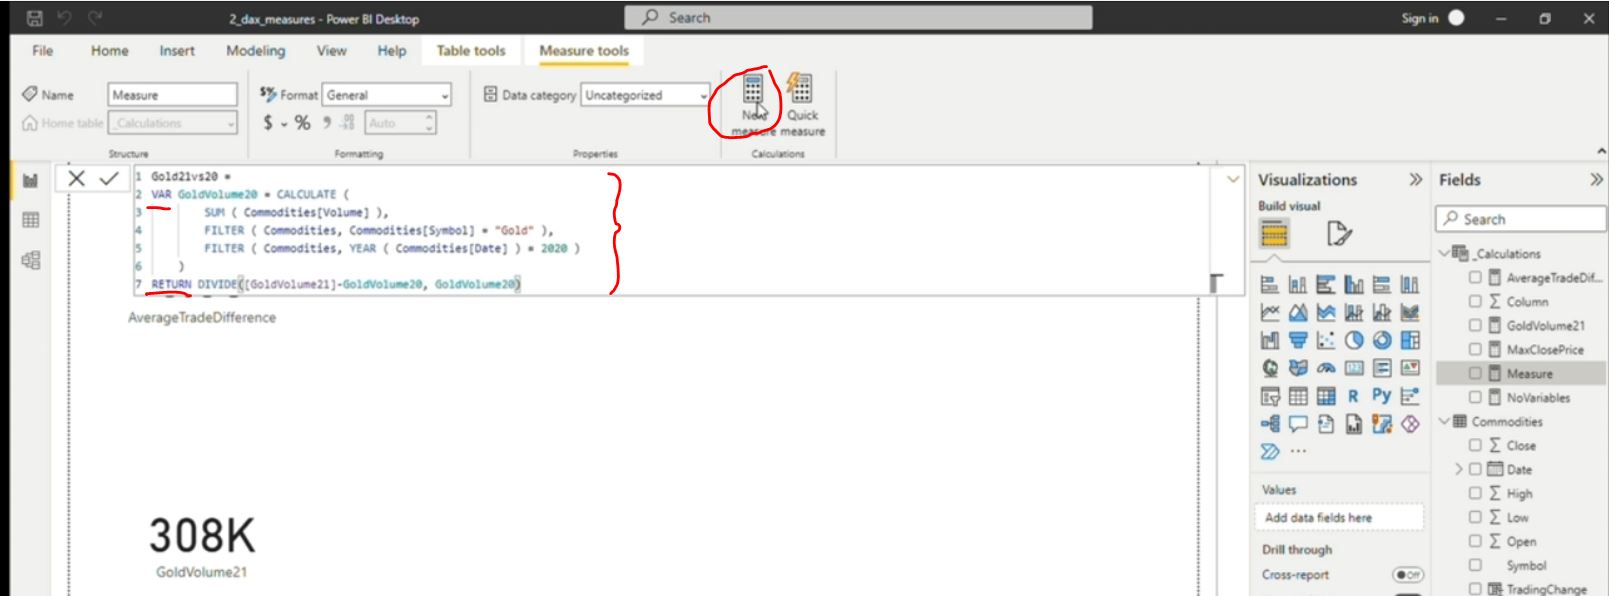 2_dax_measures - Power BI Desktop
Search
Sign in
File Home Insert Modeling View Help Table tools Measure tools
Name Measure
Home table _Calculations
Structure
$% Format General
$ % 9 Auto
Formatting
Data category Uncategorized
Properties
New measure
Quick measure
Calculations
1 Gold21vs20 =
2 VAR GoldVolume20 = CALCULATE (
3 SUM ( Commodities[Volume] ),
4 FILTER ( Commodities, Commodities[Symbol] = "Gold" ),
5 FILTER ( Commodities, YEAR ( Commodities[Date] ) = 2020 )
6 )
7 RETURN DIVIDE([GoldVolume21]-GoldVolume20, GoldVolume20)
AverageTradeDifference
308K
GoldVolume21
Visualizations
Build visual
R Py
...
Values
Add data fields here
Drill through
Cross-report Off
Fields
Search
_Calculations
AverageTradeDif...
Column
GoldVolume21
MaxClosePrice
Measure
NoVariables
Commodities
Close
Date
High
Low
Open
Symbol
TradingChange